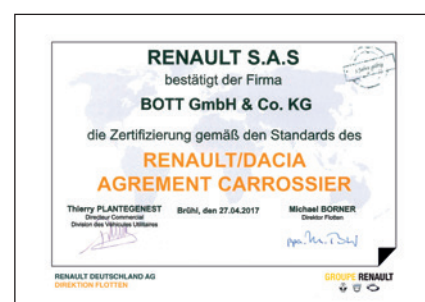 RENAULT S.A.S
bestätigt der Firma
BOTT GmbH & Co. KG
die Zertifizierung gemäß den Standards des
RENAULT/DACIA
AGREMENT CARROSSIER
Thierry PLANTEGENEST
Directeur Commercial
Division des Véhicules Utilitaires
Brühl, den 27.04.2017
Michael BORNER
Direktor Flotten
RENAULT DEUTSCHLAND AG
DIREKTION FLOTTEN
GROUPE RENAULT